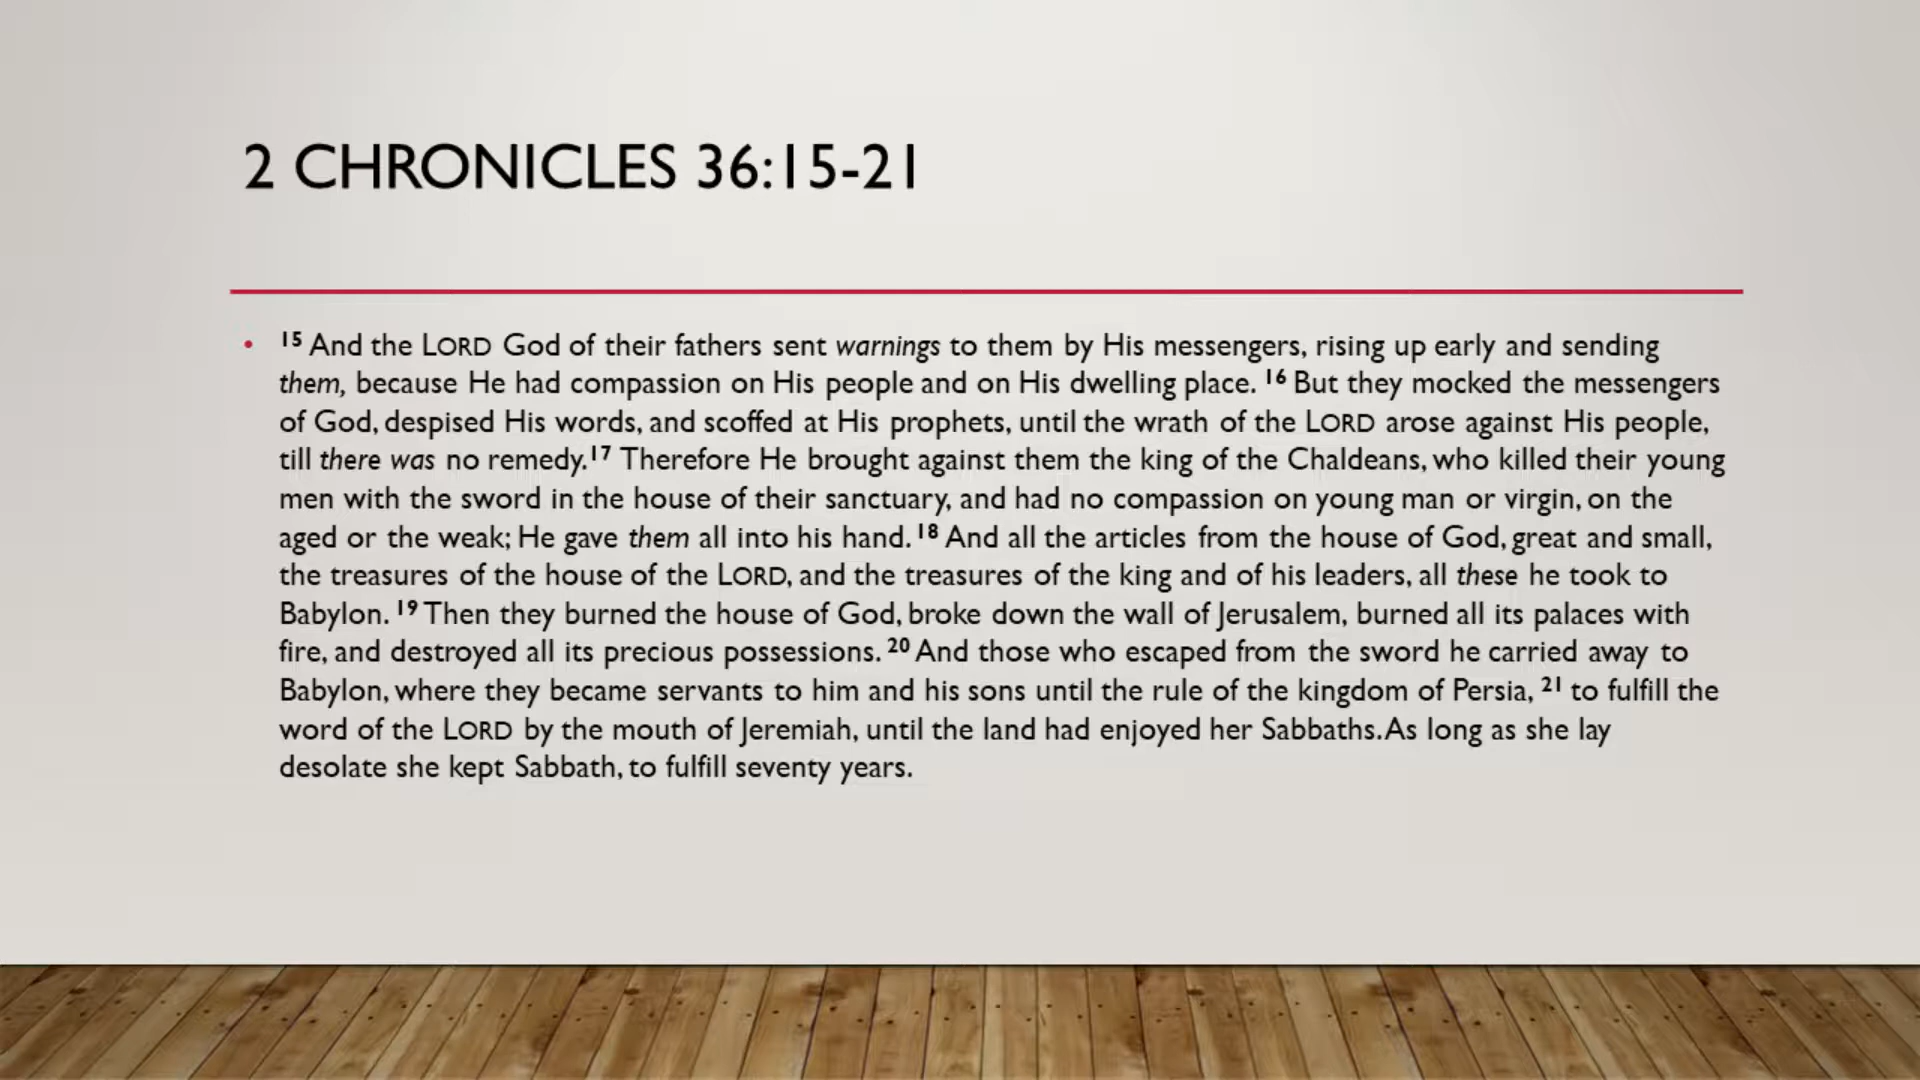 2 CHRONICLES 36:15-21
• 15 And the LORD God of their fathers sent warnings to them by His messengers, rising up early and sending
them, because He had compassion on His people and on His dwelling place. 16 But they mocked the messengers
of God, despised His words, and scoffed at His prophets, until the wrath of the LORD arose against His people,
till there was no remedy.17 Therefore He brought against them the king of the Chaldeans, who killed their young
men with the sword in the house of their sanctuary, and had no compassion on young man or virgin, on the
aged or the weak; He gave them all into his hand. 18 And all the articles from the house of God, great and small,
the treasures of the house of the LORD, and the treasures of the king and of his leaders, all these he took to
Babylon. 19 Then they burned the house of God, broke down the wall of Jerusalem, burned all its palaces with
fire, and destroyed all its precious possessions. 20 And those who escaped from the sword he carried away to
Babylon, where they became servants to him and his sons until the rule of the kingdom of Persia, 21 to fulfill the
word of the LORD by the mouth of Jeremiah, until the land had enjoyed her Sabbaths. As long as she lay
desolate she kept Sabbath, to fulfill seventy years.